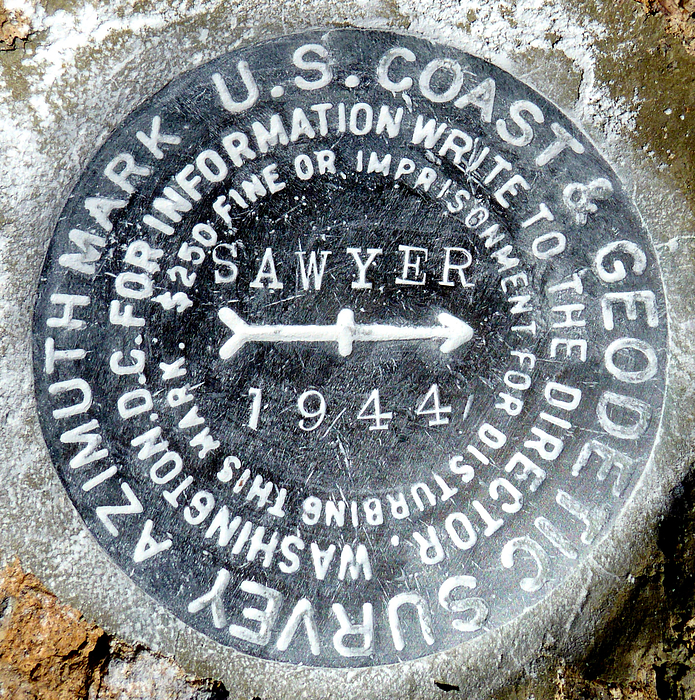 U.S. COAST & GEODETIC SURVEY
AZIMUTH MARK
FOR INFORMATION WRITE TO THE DIRECTOR. WASHINGTON. D.C.
$250 FINE OR IMPRISONMENT FOR DISTURBING THIS MARK.
SAWYER
1944